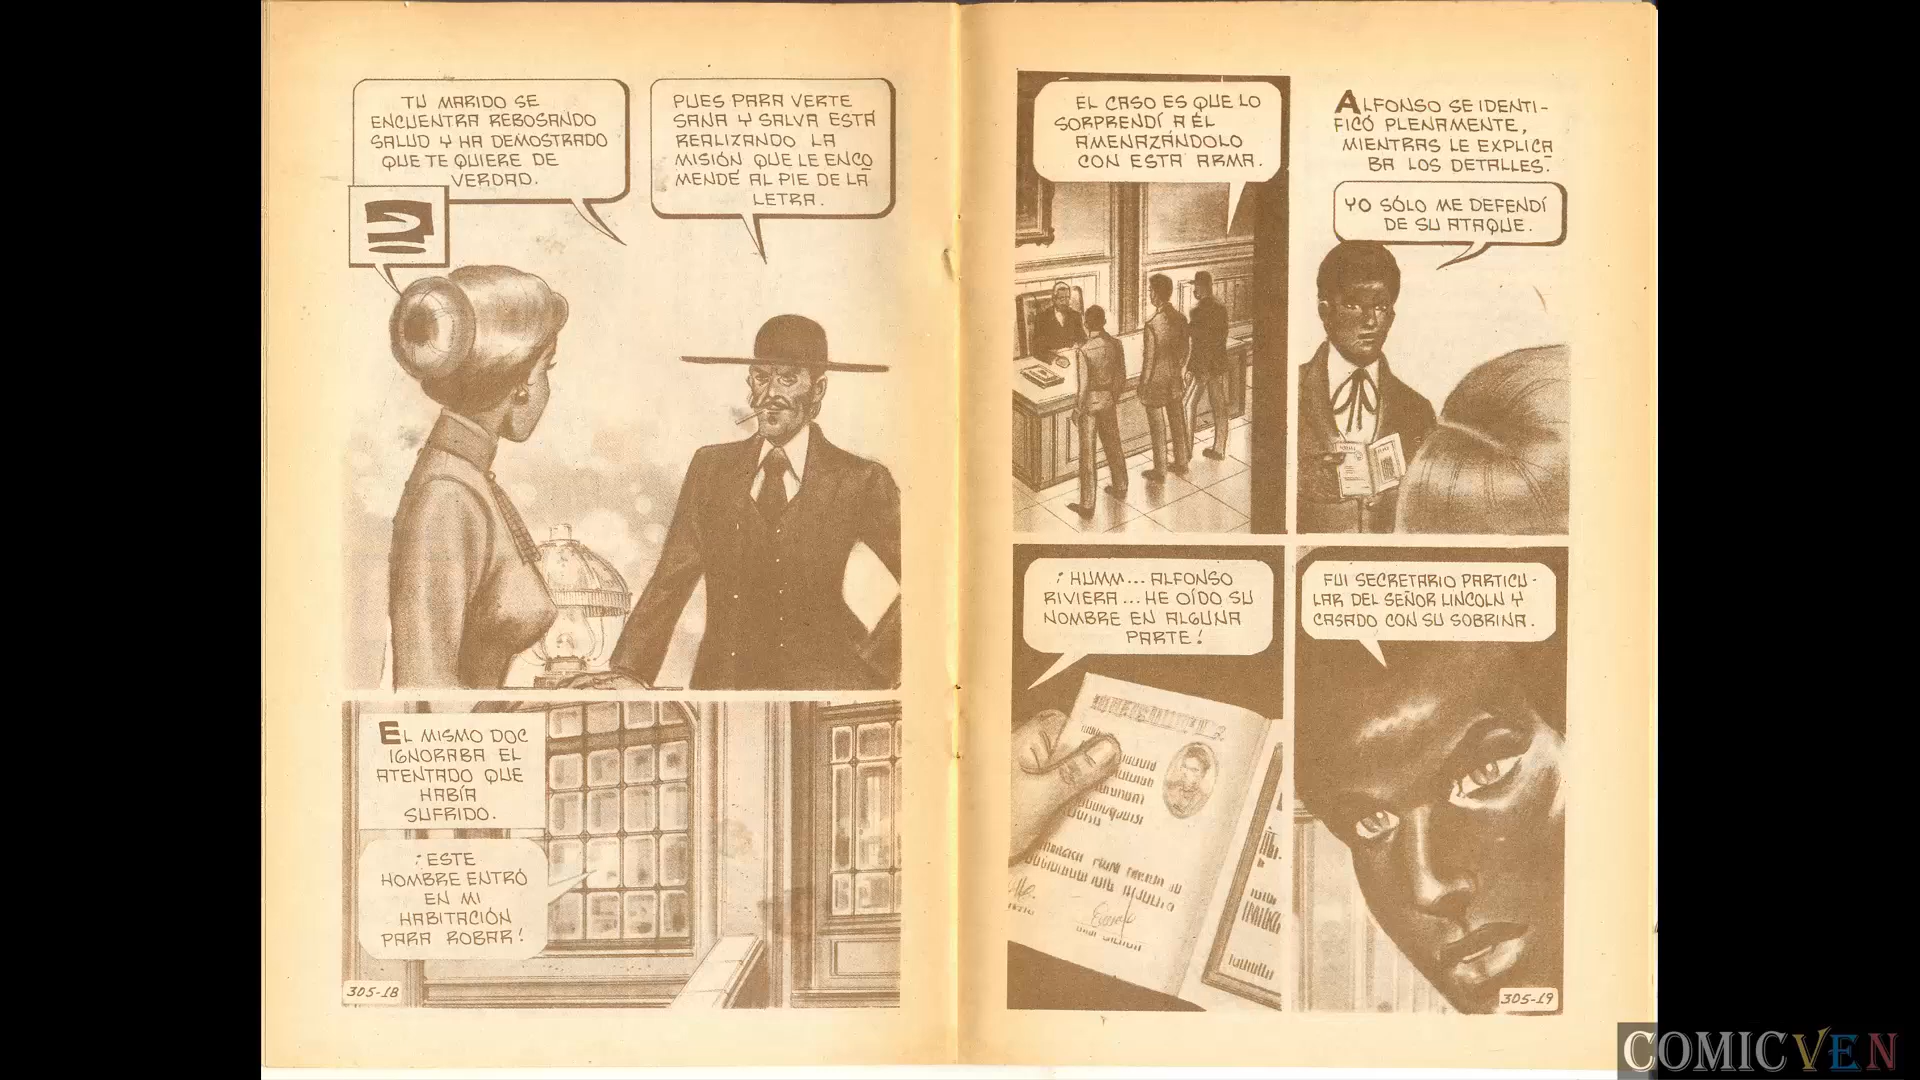 TU MARIDO SE
ENCUENTRA REBOSANDO
SALUD Y HA DEMOSTRADO
QUE TE QUIERE DE
VERDAD.
PUES PARA VERTE
SANA Y SALVA ESTÁ
REALIZANDO LA
MISIÓN QUE LE ENCO
MENDÉ AL PIE DE LA
LETRA.
EL MISMO DOC
IGNORABA EL
ATENTADO QUE
HABÍA
SUFRIDO.
¡ESTE
HOMBRE ENTRÓ
EN MI
HABITACIÓN
PARA ROBAR!
305-18
EL CASO ES QUE LO
SORPRENDÍ A ÉL
AMENAZÁNDOLO
CON ESTA ARMA.
ALFONSO SE IDENTI-
FICÓ PLENAMENTE,
MIENTRAS LE EXPLICA
BA LOS DETALLES.
YO SÓLO ME DEFENDÍ
DE SU ATAQUE.
¡HUMM... ALFONSO
RIVIERA... HE OÍDO SU
NOMBRE EN ALGUNA
PARTE!
FUI SECRETARIO PARTICU-
LAR DEL SEÑOR LINCOLN Y
CASADO CON SU SOBRINA.
305-19
COMICVEN